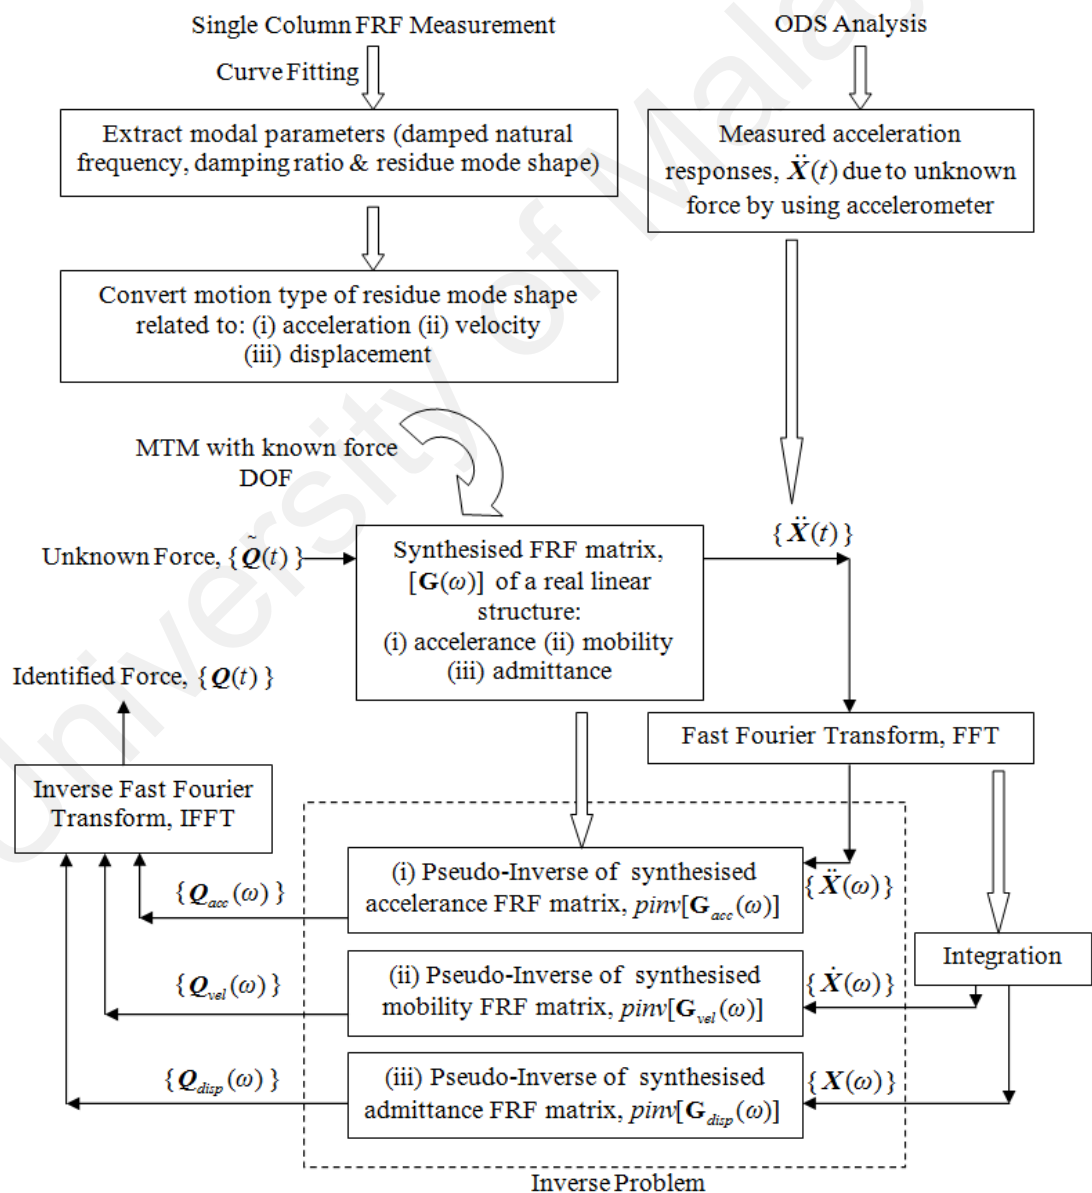 Single Column FRF Measurement
Curve Fitting
Extract modal parameters (damped natural
frequency, damping ratio & residue mode shape)
Convert motion type of residue mode shape
related to: (i) acceleration (ii) velocity
(iii) displacement
ODS Analysis
Measured acceleration
responses, Ẍ(t) due to unknown
force by using accelerometer
MTM with known force
DOF
Unknown Force, { Q̃(t) }
Synthesised FRF matrix,
[G(ω)] of a real linear
structure:
(i) accelerance (ii) mobility
(iii) admittance
{ Ẍ(t) }
Identified Force, { Q(t) }
Fast Fourier Transform, FFT
Inverse Fast Fourier
Transform, IFFT
{ Q_acc(ω) }
(i) Pseudo-Inverse of synthesised
accelerance FRF matrix, pinv[G_acc(ω)]
{ Ẍ(ω) }
Integration
{ Q_vel(ω) }
(ii) Pseudo-Inverse of synthesised
mobility FRF matrix, pinv[G_vel(ω)]
{ Ẋ(ω) }
{ Q_disp(ω) }
(iii) Pseudo-Inverse of synthesised
admittance FRF matrix, pinv[G_disp(ω)]
{ X(ω) }
Inverse Problem
University of Malay